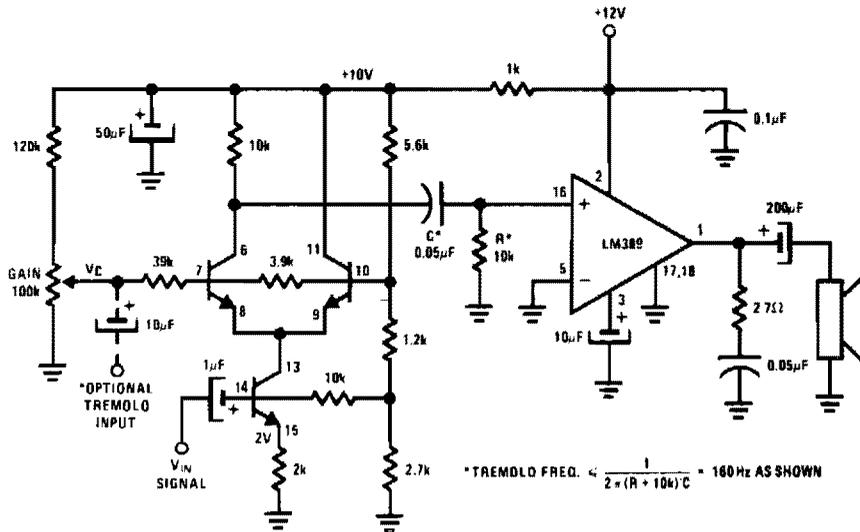 +12V
+10V
1k
120k
50µF
10k
5.6k
0.1µF
2
16
+
LM389
1
200µF
+
C*
0.05µF
R*
10k
5
−
17,18
3
+
10µF
2.7Ω
0.05µF
GAIN
100k
VC
39k
7
6
3.9k
11
10
8
9
+
10µF
*OPTIONAL
TREMOLO
INPUT
1.2k
1µF
+
14
13
10k
15
2V
2k
2.7k
VIN
SIGNAL
*TREMOLO FREQ. ≤ 1 / 2π(R + 10k)C = 160 Hz AS SHOWN